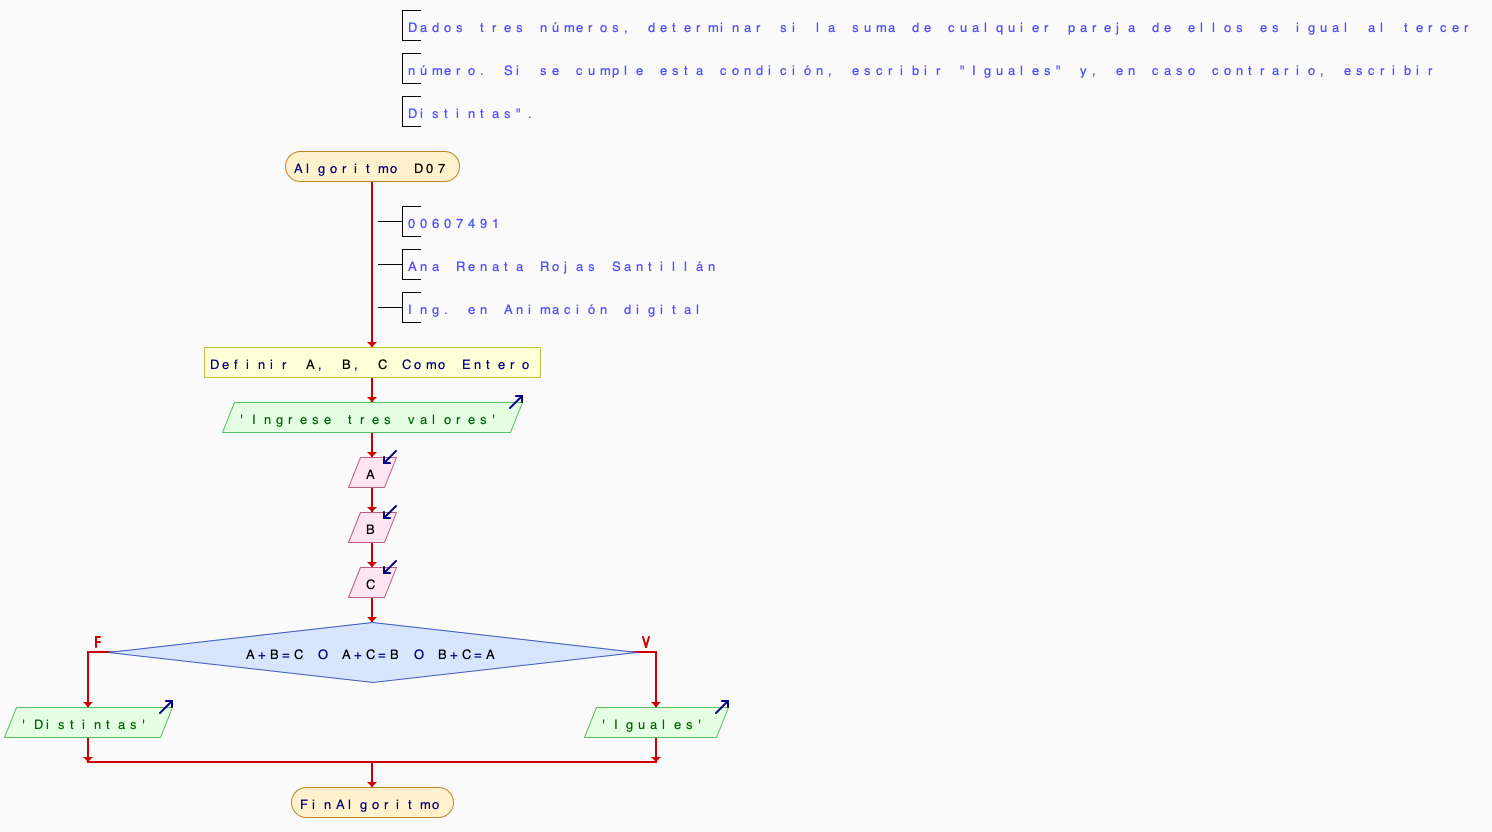 Dados tres números, determinar si la suma de cualquier pareja de ellos es igual al tercer
número. Si se cumple esta condición, escribir "Iguales" y, en caso contrario, escribir
Distintas".
Algoritmo D07
00607491
Ana Renata Rojas Santillán
Ing. en Animación digital
Definir A, B, C Como Entero
'Ingrese tres valores'
A
B
C
F
V
A+B=C O A+C=B O B+C=A
'Distintas'
'Iguales'
FinAlgoritmo